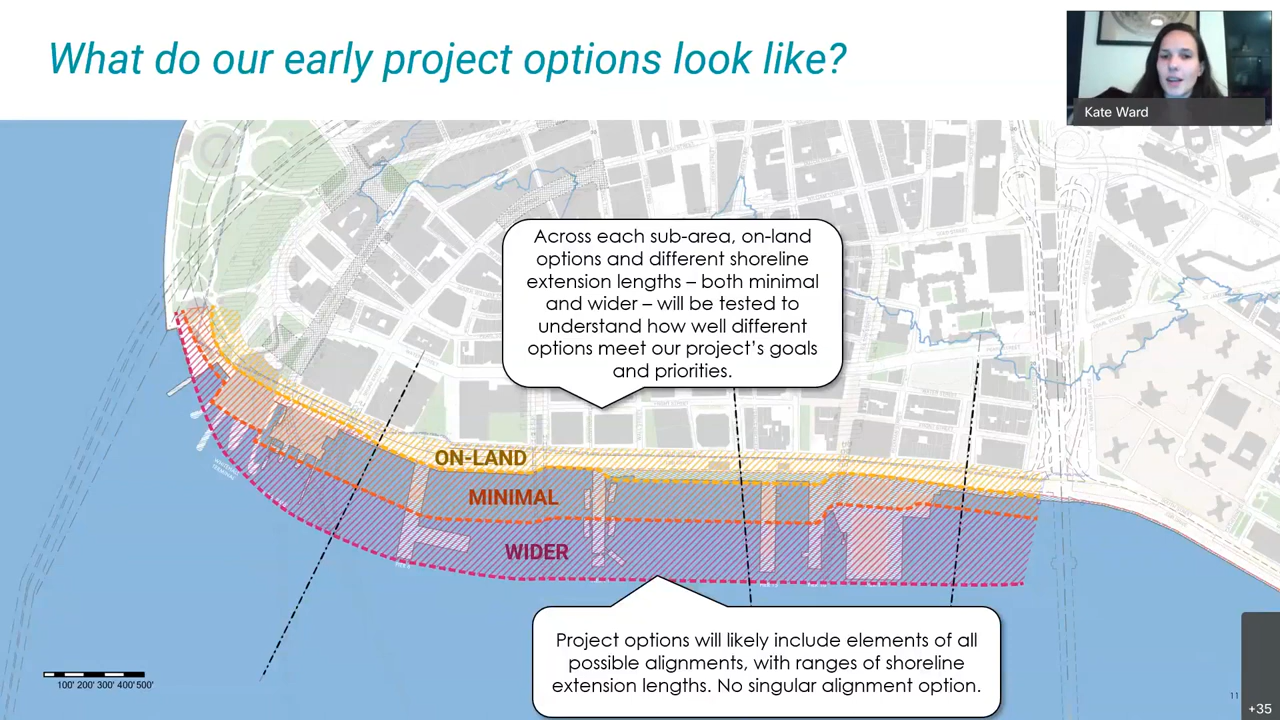 What do our early project options look like?
Kate Ward
Across each sub-area, on-land
options and different shoreline
extension lengths – both minimal
and wider – will be tested to
understand how well different
options meet our project's goals
and priorities.
ON-LAND
MINIMAL
WIDER
Project options will likely include elements of all
possible alignments, with ranges of shoreline
extension lengths. No singular alignment option.
100' 200' 300' 400' 500'
11
+35